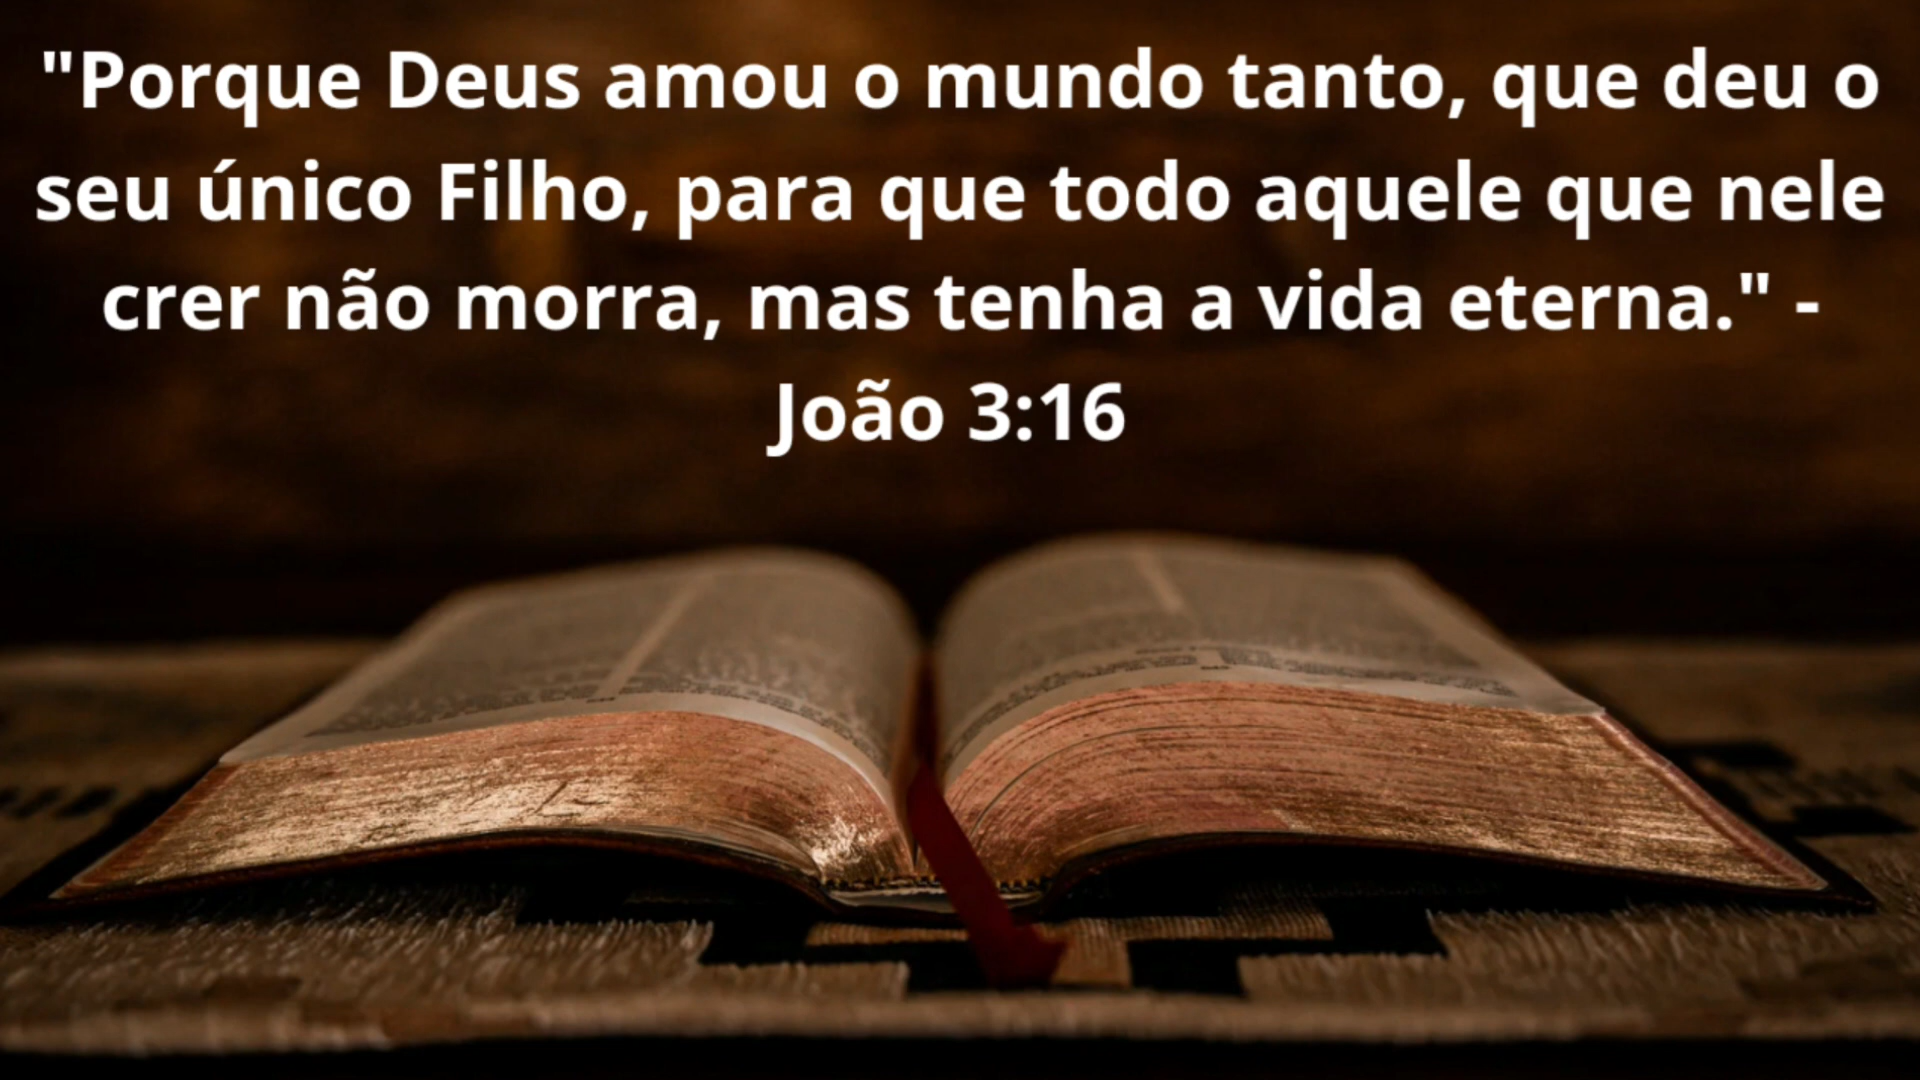 "Porque Deus amou o mundo tanto, que deu o
seu único Filho, para que todo aquele que nele
crer não morra, mas tenha a vida eterna." -
João 3:16